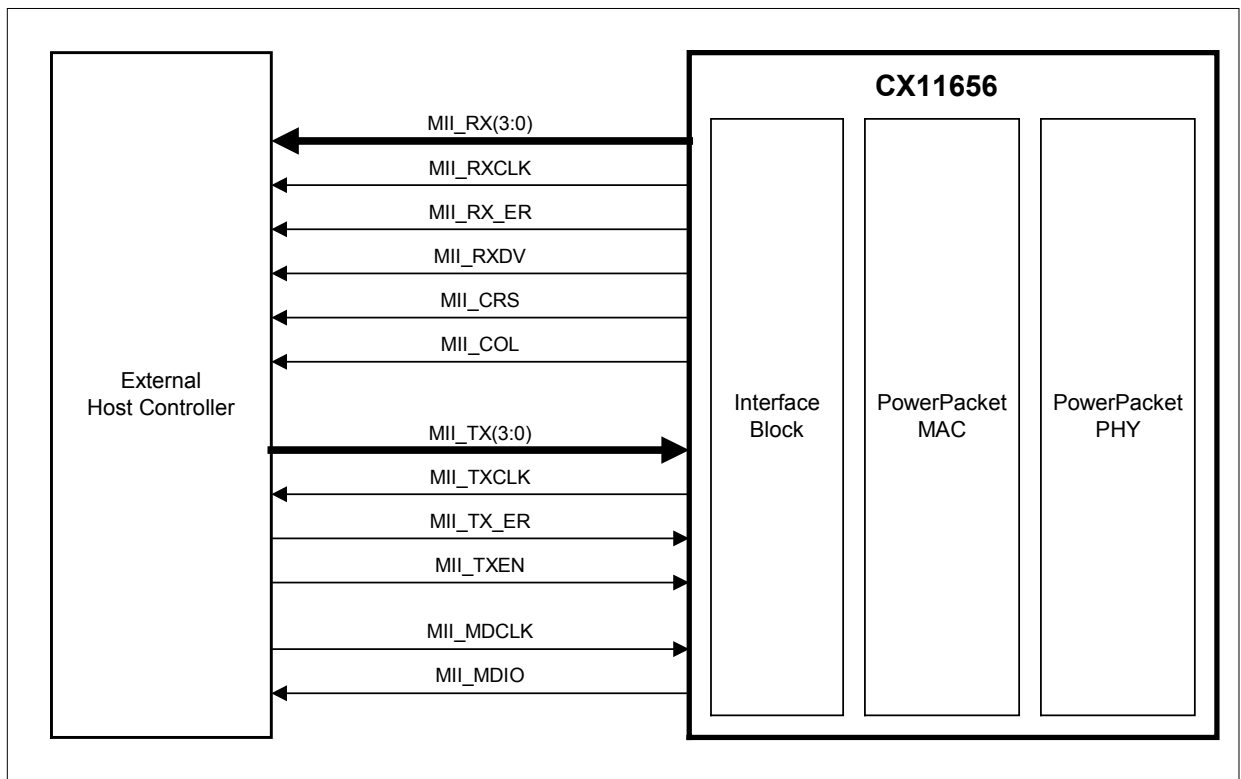 CX11656
MII_RX(3:0)
MII_RXCLK
MII_RX_ER
MII_RXDV
MII_CRS
MII_COL
External
Host Controller
MII_TX(3:0)
MII_TXCLK
MII_TX_ER
MII_TXEN
MII_MDCLK
MII_MDIO
Interface
Block
PowerPacket
MAC
PowerPacket
PHY